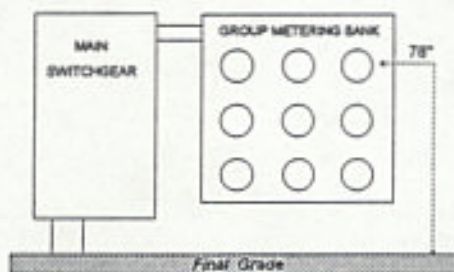 MAIN
SWITCHGEAR
GROUP METERING BANK
78"
Final Grade